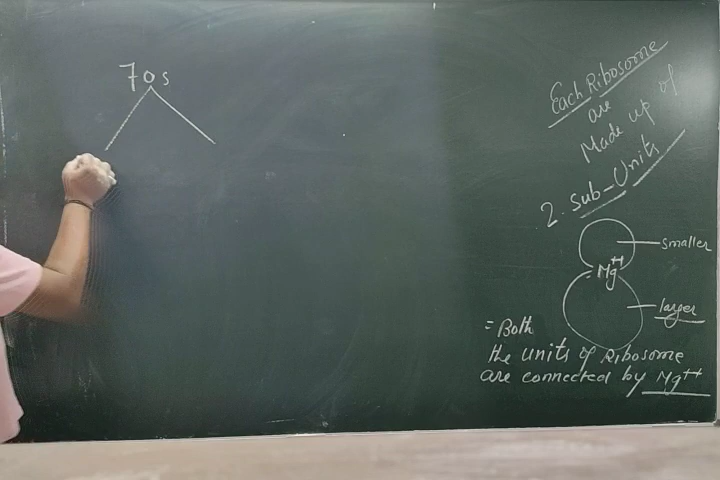 70s
Each Ribosome
are
Made up of
2. Sub-Units
smaller
Mg++
larger
= Both
the units of Ribosome
are connected by Mg++